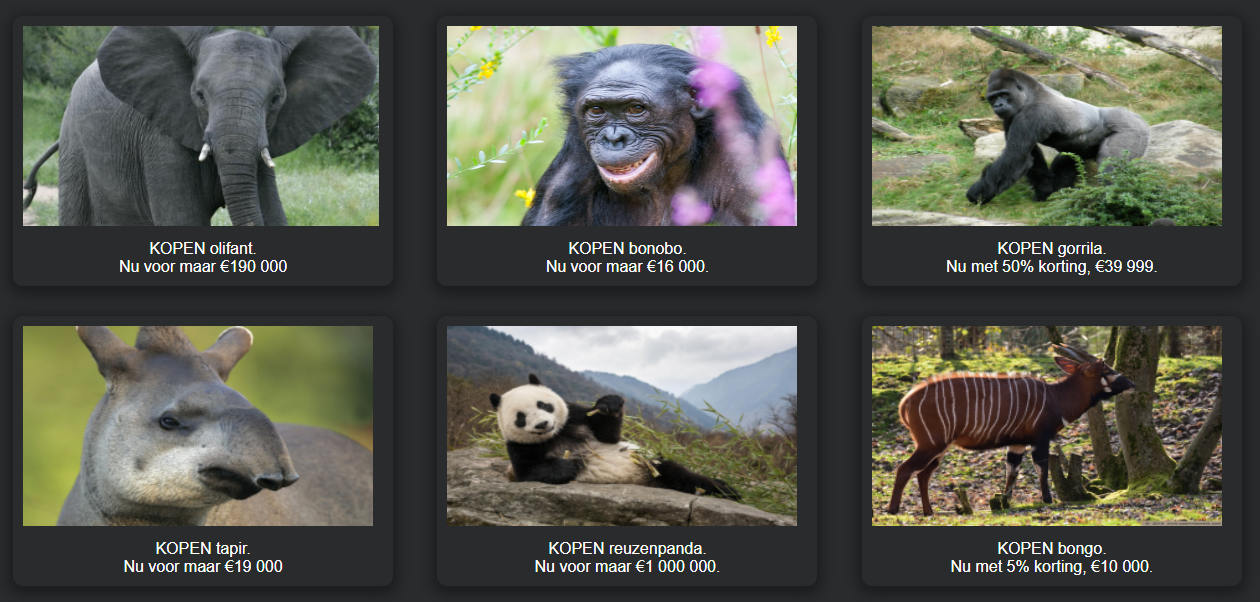 KOPEN olifant.
Nu voor maar €190 000
KOPEN bonobo.
Nu voor maar €16 000.
KOPEN gorrila.
Nu met 50% korting, €39 999.
KOPEN tapir.
Nu voor maar €19 000
KOPEN reuzenpanda.
Nu voor maar €1 000 000.
KOPEN bongo.
Nu met 5% korting, €10 000.